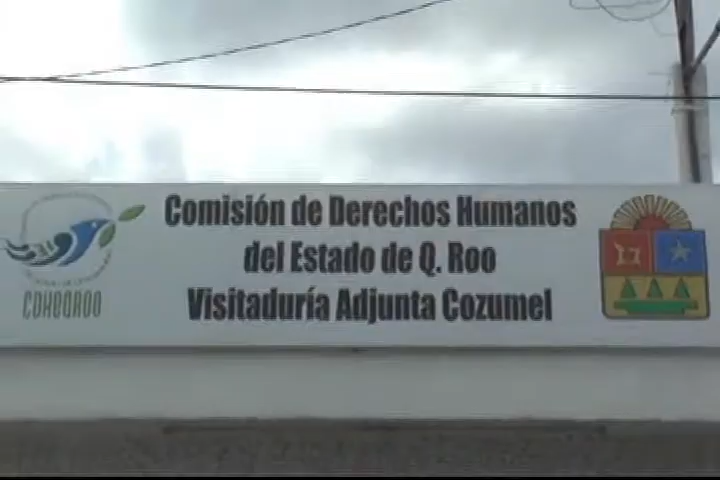 Comisión de Derechos Humanos
del Estado de Q. Roo
Visitaduría Adjunta Cozumel
CDHEQROO